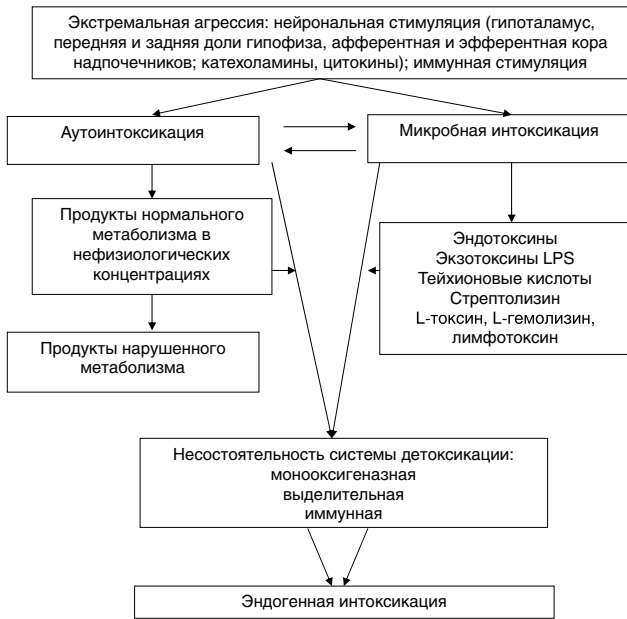 Экстремальная агрессия: нейрональная стимуляция (гипоталамус,
передняя и задняя доли гипофиза, афферентная и эфферентная кора
надпочечников; катехоламины, цитокины); иммунная стимуляция
Аутоинтоксикация
Микробная интоксикация
Продукты нормального
метаболизма в
нефизиологических
концентрациях
Эндотоксины
Экзотоксины LPS
Тейхионовые кислоты
Стрептолизин
L-токсин, L-гемолизин,
лимфотоксин
Продукты нарушенного
метаболизма
Несостоятельность системы детоксикации:
монооксигеназная
выделительная
иммунная
Эндогенная интоксикация